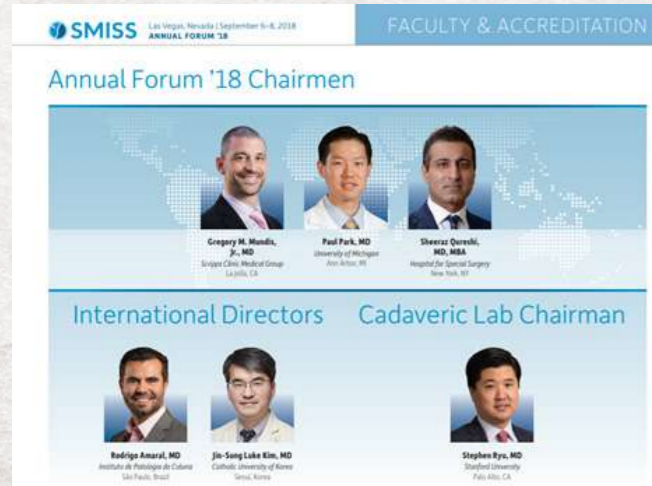 SMISS
Las Vegas, Nevada | September 6-8, 2018
ANNUAL FORUM '18
FACULTY & ACCREDITATION
Annual Forum '18 Chairmen
Gregory M. Mundis,
Jr., MD
Scripps Clinic Medical Group
La Jolla, CA
Paul Park, MD
University of Michigan
Ann Arbor, MI
Sheeraz Qureshi,
MD, MBA
Hospital for Special Surgery
New York, NY
International Directors
Cadaveric Lab Chairman
Rodrigo Amaral, MD
Instituto de Patologia da Coluna
São Paulo, Brazil
Jin-Sung Luke Kim, MD
Catholic University of Korea
Seoul, Korea
Stephen Ryu, MD
Stanford University
Palo Alto, CA